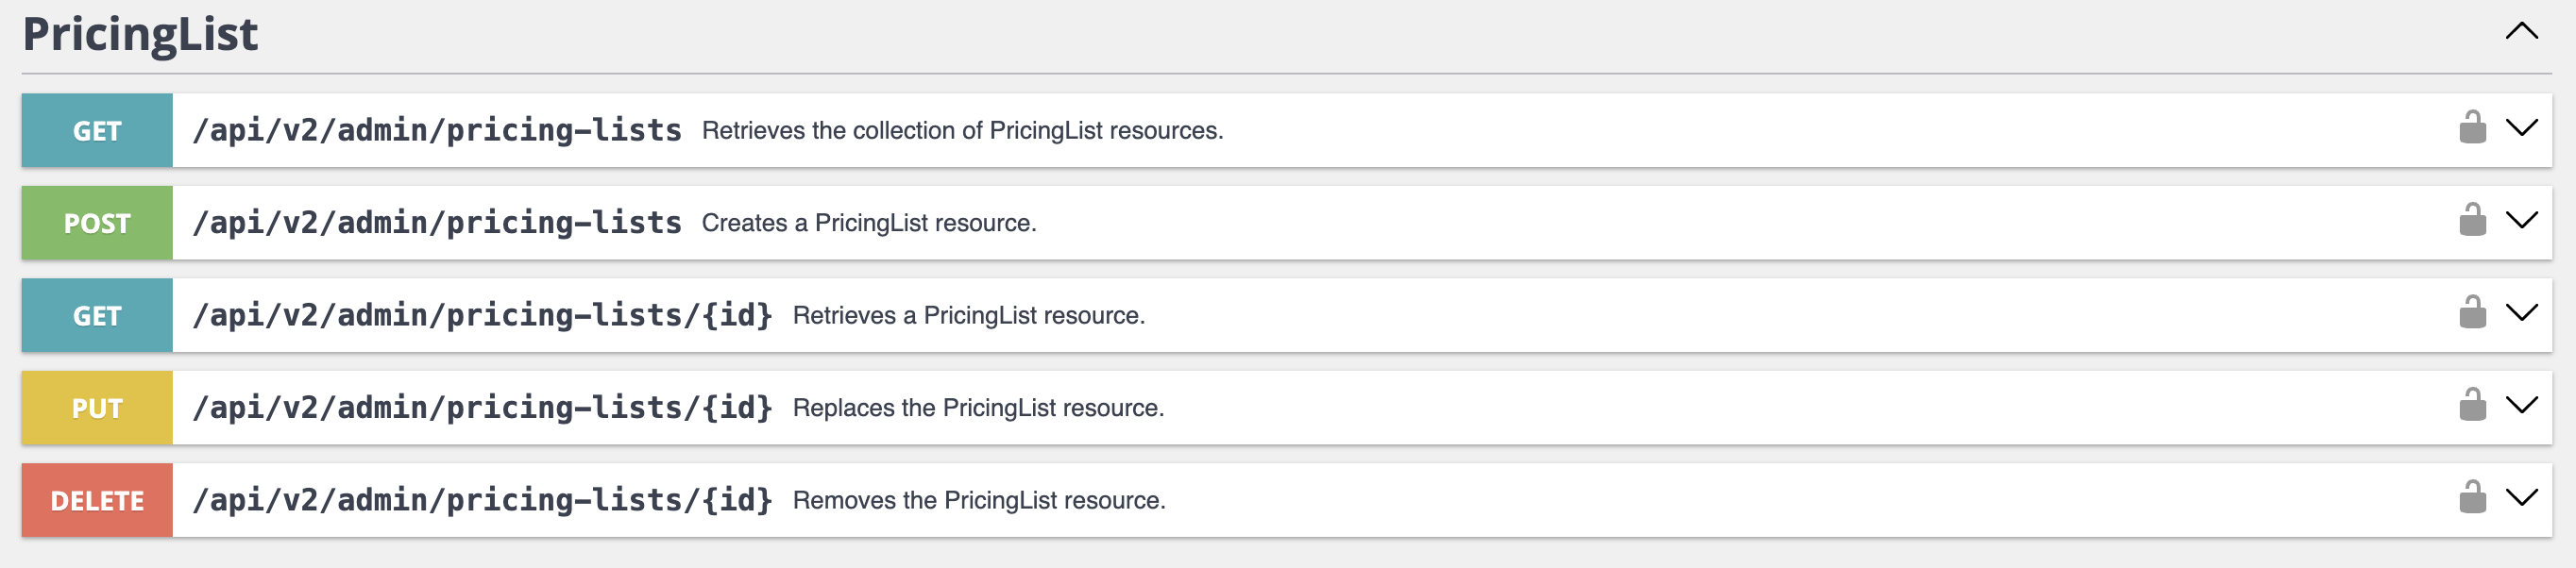 PricingList
GET /api/v2/admin/pricing-lists Retrieves the collection of PricingList resources.
POST /api/v2/admin/pricing-lists Creates a PricingList resource.
GET /api/v2/admin/pricing-lists/{id} Retrieves a PricingList resource.
PUT /api/v2/admin/pricing-lists/{id} Replaces the PricingList resource.
DELETE /api/v2/admin/pricing-lists/{id} Removes the PricingList resource.